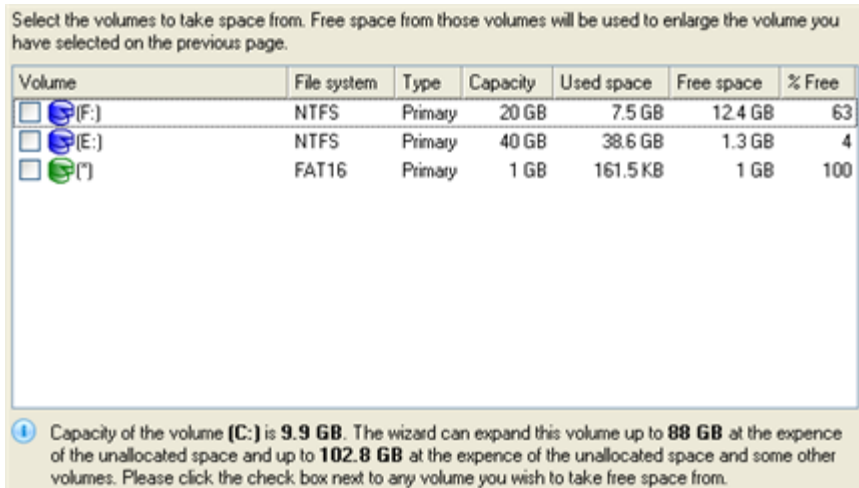 Select the volumes to take space from. Free space from those volumes will be used to enlarge the volume you
have selected on the previous page.
Volume File system Type Capacity Used space Free space % Free
(F:) NTFS Primary 20 GB 7.5 GB 12.4 GB 63
(E:) NTFS Primary 40 GB 38.6 GB 1.3 GB 4
(*) FAT16 Primary 1 GB 161.5 KB 1 GB 100
Capacity of the volume (C:) is 9.9 GB. The wizard can expand this volume up to 88 GB at the expence
of the unallocated space and up to 102.8 GB at the expence of the unallocated space and some other
volumes. Please click the check box next to any volume you wish to take free space from.